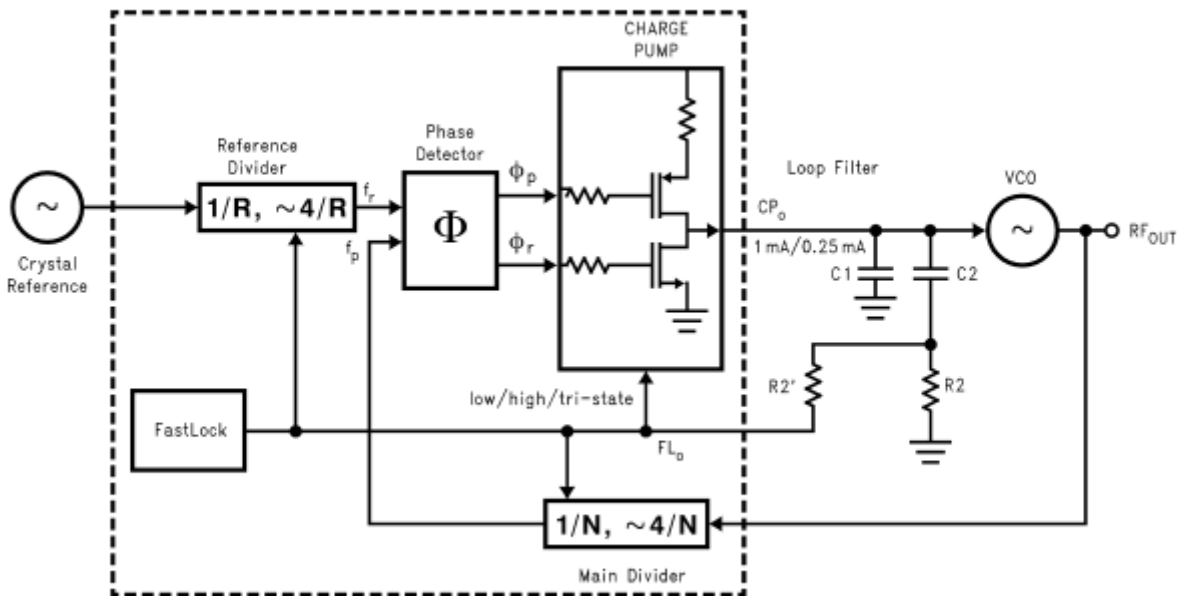 CHARGE
PUMP
Phase
Detector
Reference
Divider
Loop Filter
VCO
1/R, ~4/R
f_r
f_p
Φ
ϕ_p
ϕ_r
CP_o
1 mA/0.25 mA
RF_OUT
~
~
Crystal
Reference
C1
C2
R2'
R2
low/high/tri-state
FastLock
FL_o
1/N, ~4/N
Main Divider